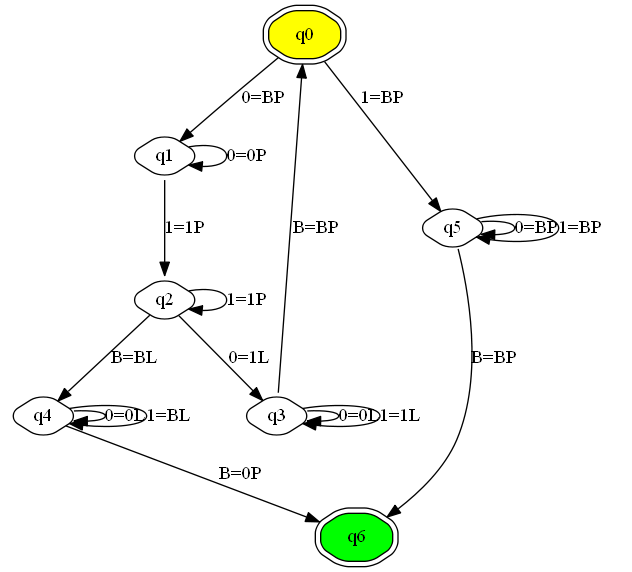 q0
0=BP
1=BP
q1
0=0P
1=1P
B=BP
q5
0=BP
1=BP
q2
1=1P
B=BL
0=1L
B=BP
q4
0=0L
1=BL
q3
0=0L
1=1L
B=0P
q6